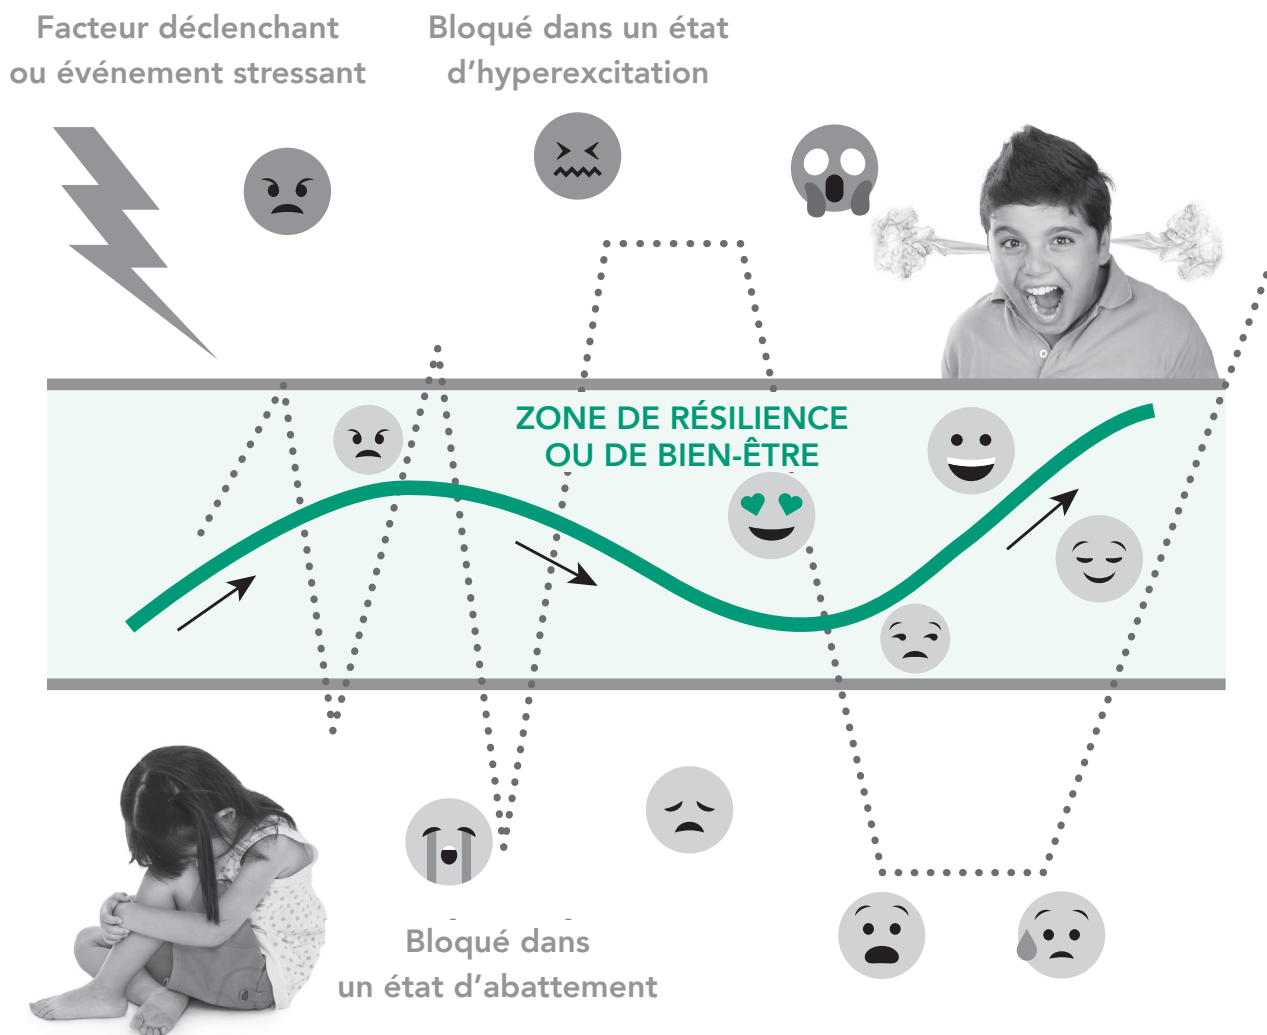 Facteur déclenchant
ou événement stressant
Bloqué dans un état
d’hyperexcitation
ZONE DE RÉSILIENCE
OU DE BIEN-ÊTRE
Bloqué dans
un état d’abattement